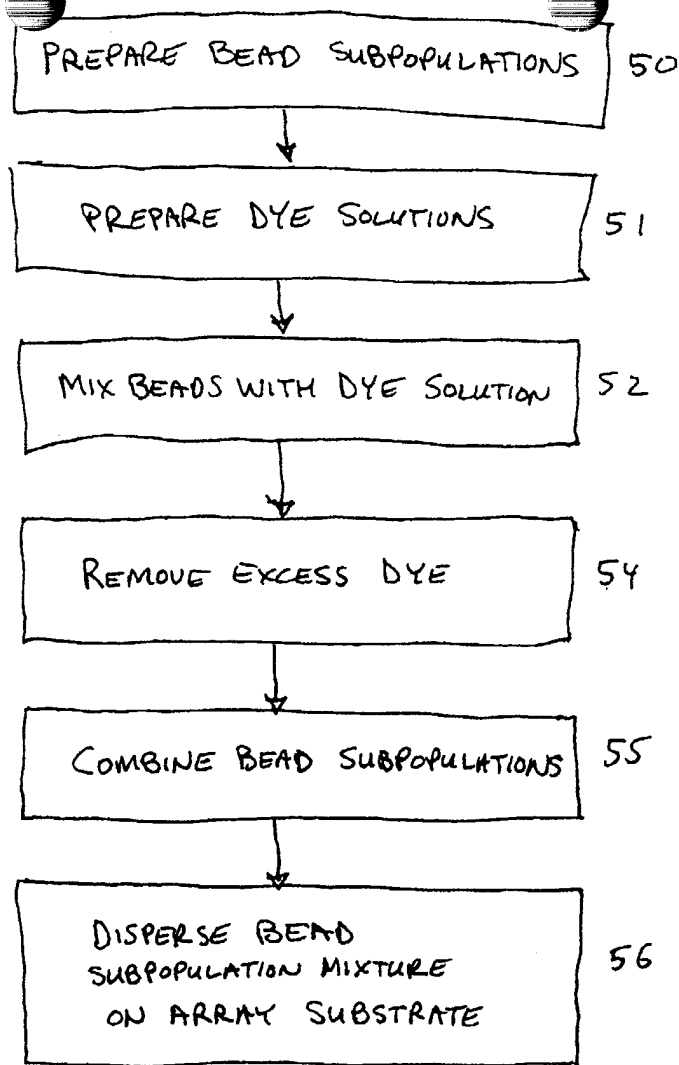 PREPARE BEAD SUBPOPULATIONS 50
PREPARE DYE SOLUTIONS 51
MIX BEADS WITH DYE SOLUTION 52
REMOVE EXCESS DYE 54
COMBINE BEAD SUBPOPULATIONS 55
DISPERSE BEAD
SUBPOPULATION MIXTURE 56
ON ARRAY SUBSTRATE